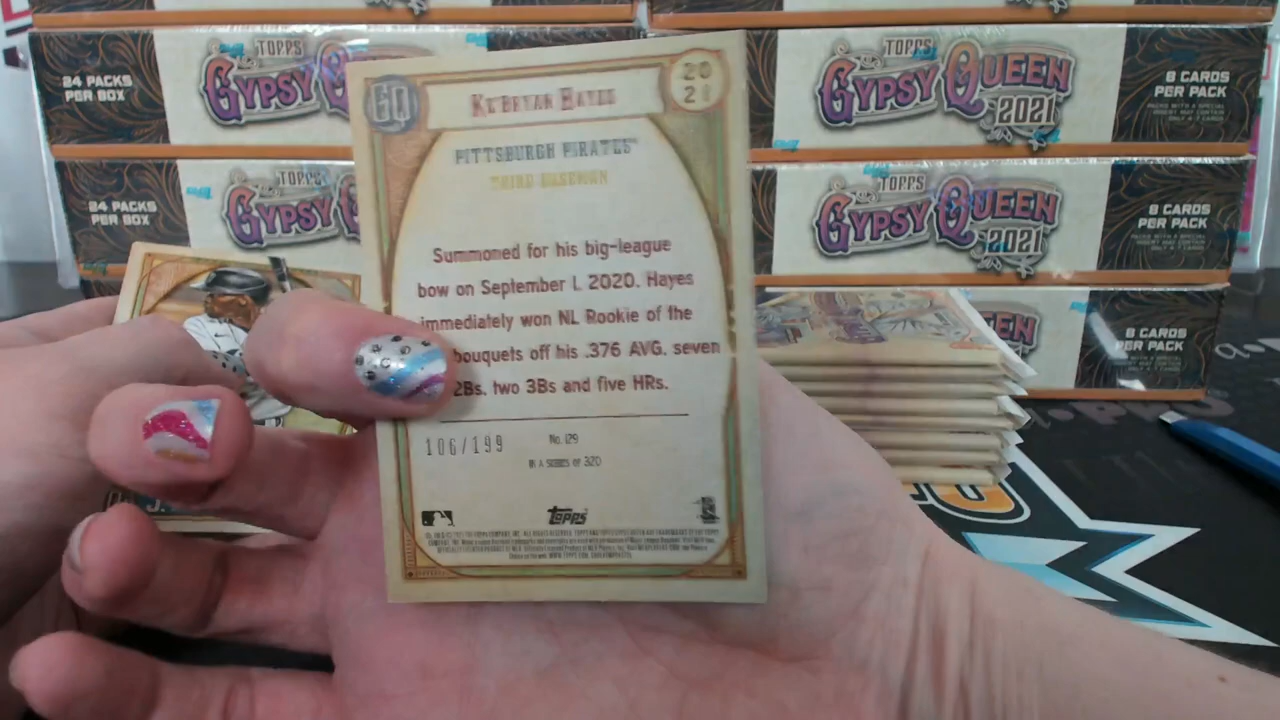 24 PACKS
PER BOX
TOPPS
GYPSY Q
TOPPS
GYPSY QUEEN
2021
8 CARDS
PER PACK
24 PACKS
PER BOX
TOPPS
GYPSY Q
TOPPS
GYPSY QUEEN
2021
8 CARDS
PER PACK
EEN
8 CARDS
PER PACK
GQ
KE'BRYAN HAYES
20
21
PITTSBURGH PIRATES
THIRD BASEMAN
Summoned for his big-league
bow on September 1, 2020, Hayes
immediately won NL Rookie of the
bouquets off his .376 AVG, seven
2Bs, two 3Bs and five HRs.
106/199
No. 129
IN A SERIES OF 320
Topps
J.